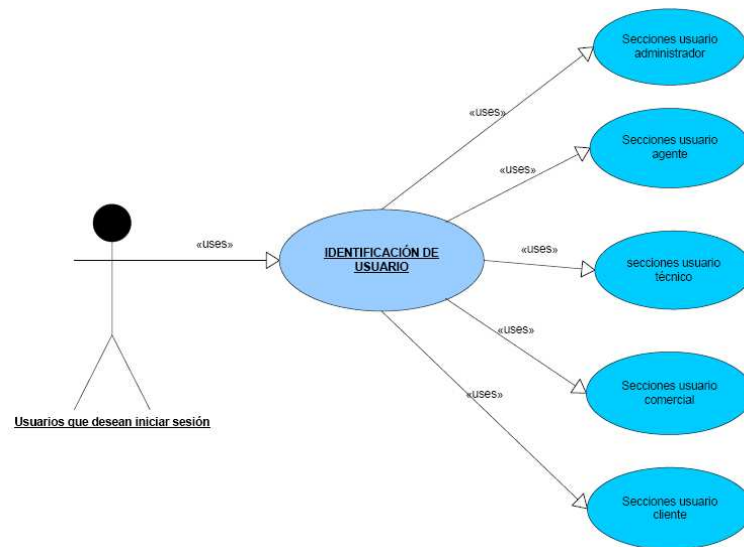 Secciones usuario
administrador
«uses»
Secciones usuario
agente
«uses»
«uses»
IDENTIFICACIÓN DE
USUARIO
«uses»
secciones usuario
técnico
«uses»
Secciones usuario
comercial
«uses»
Usuarios que desean iniciar sesión
Secciones usuario
cliente